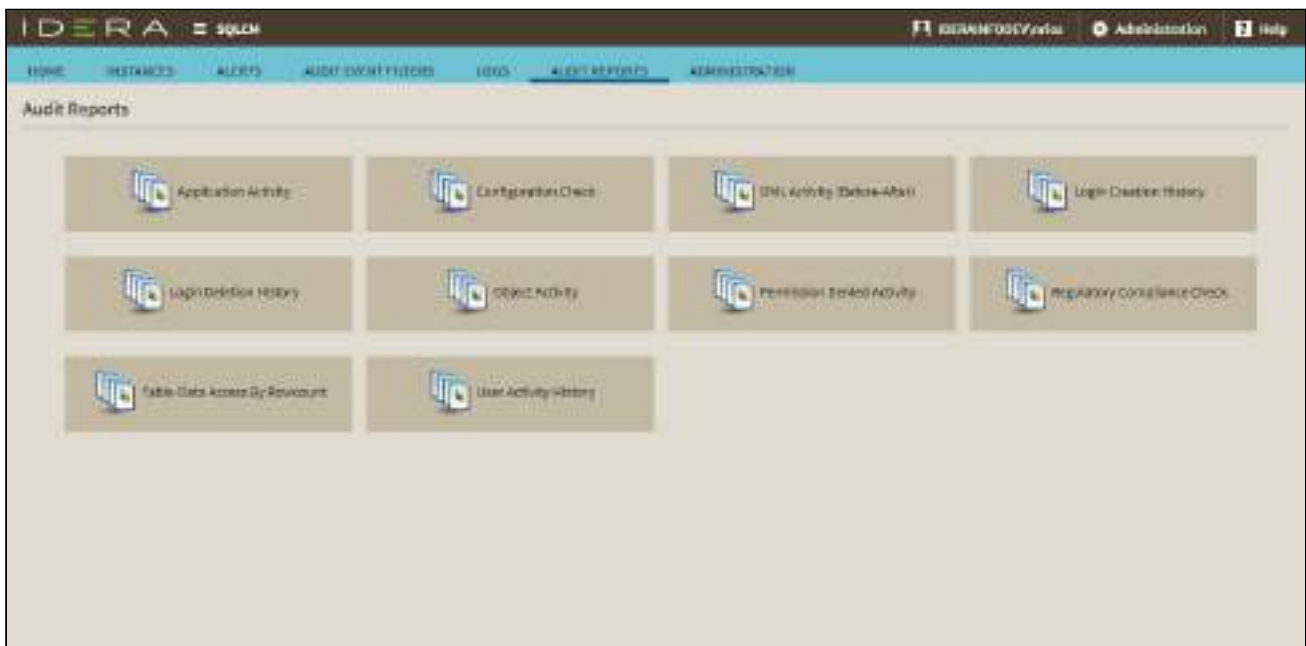 IDERA SQLCM Administration Help
HOME INSTANCES ALERTS AUDIT EVENT FILTERS LOGS AUDIT REPORTS ADMINISTRATION
Audit Reports
Application Activity Configuration Check DML Activity (Before-After) Login Creation History
Login Deletion History Object Activity Permission Denied Activity Regulatory Compliance Check
Table-Data Access By Rowcount User Activity History